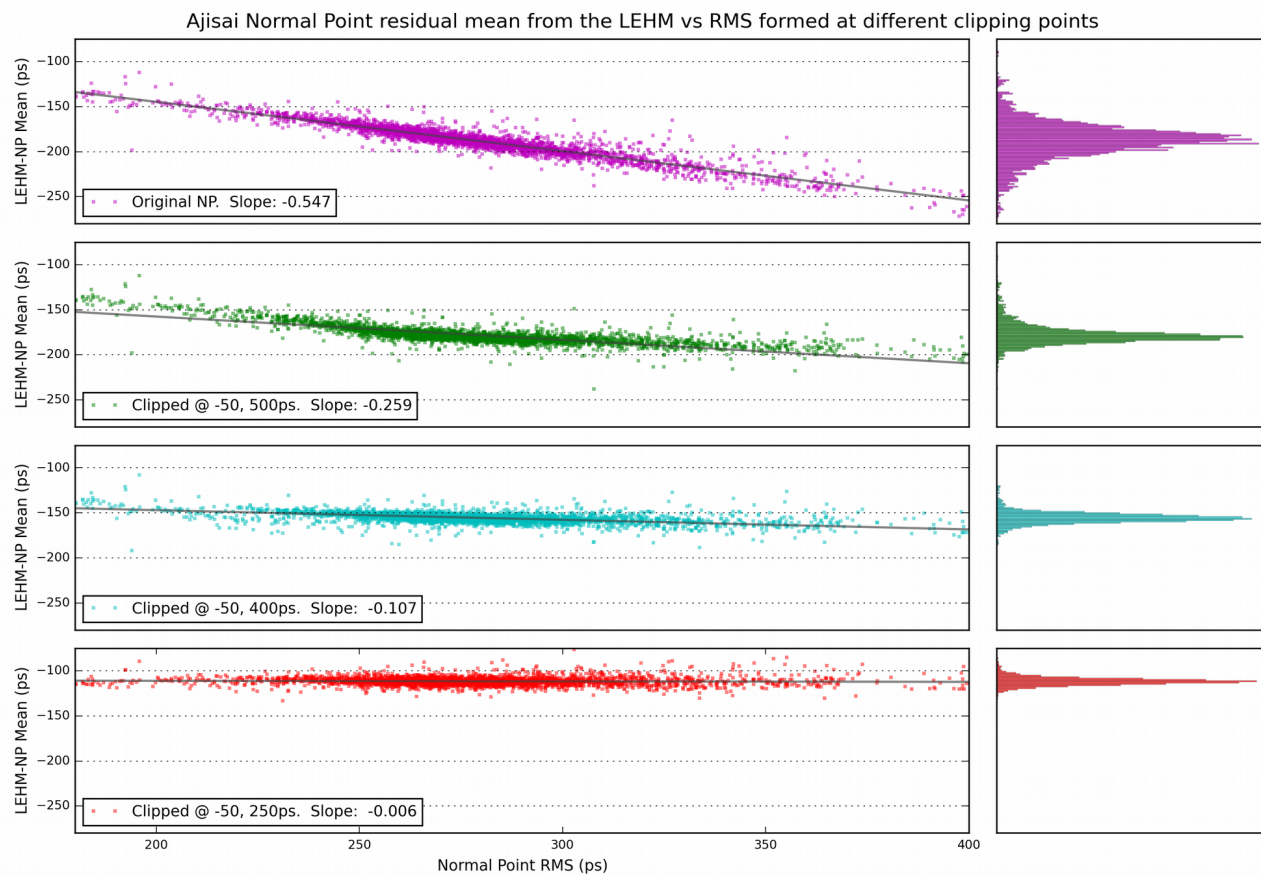 Ajisai Normal Point residual mean from the LEHM vs RMS formed at different clipping points
LEHM-NP Mean (ps)
−100
−150
−200
−250
Original NP.  Slope: -0.547
LEHM-NP Mean (ps)
−100
−150
−200
−250
Clipped @ -50, 500ps.  Slope: -0.259
LEHM-NP Mean (ps)
−100
−150
−200
−250
Clipped @ -50, 400ps.  Slope:  -0.107
LEHM-NP Mean (ps)
−100
−150
−200
−250
Clipped @ -50, 250ps.  Slope:  -0.006
200 250 300 350 400
Normal Point RMS (ps)